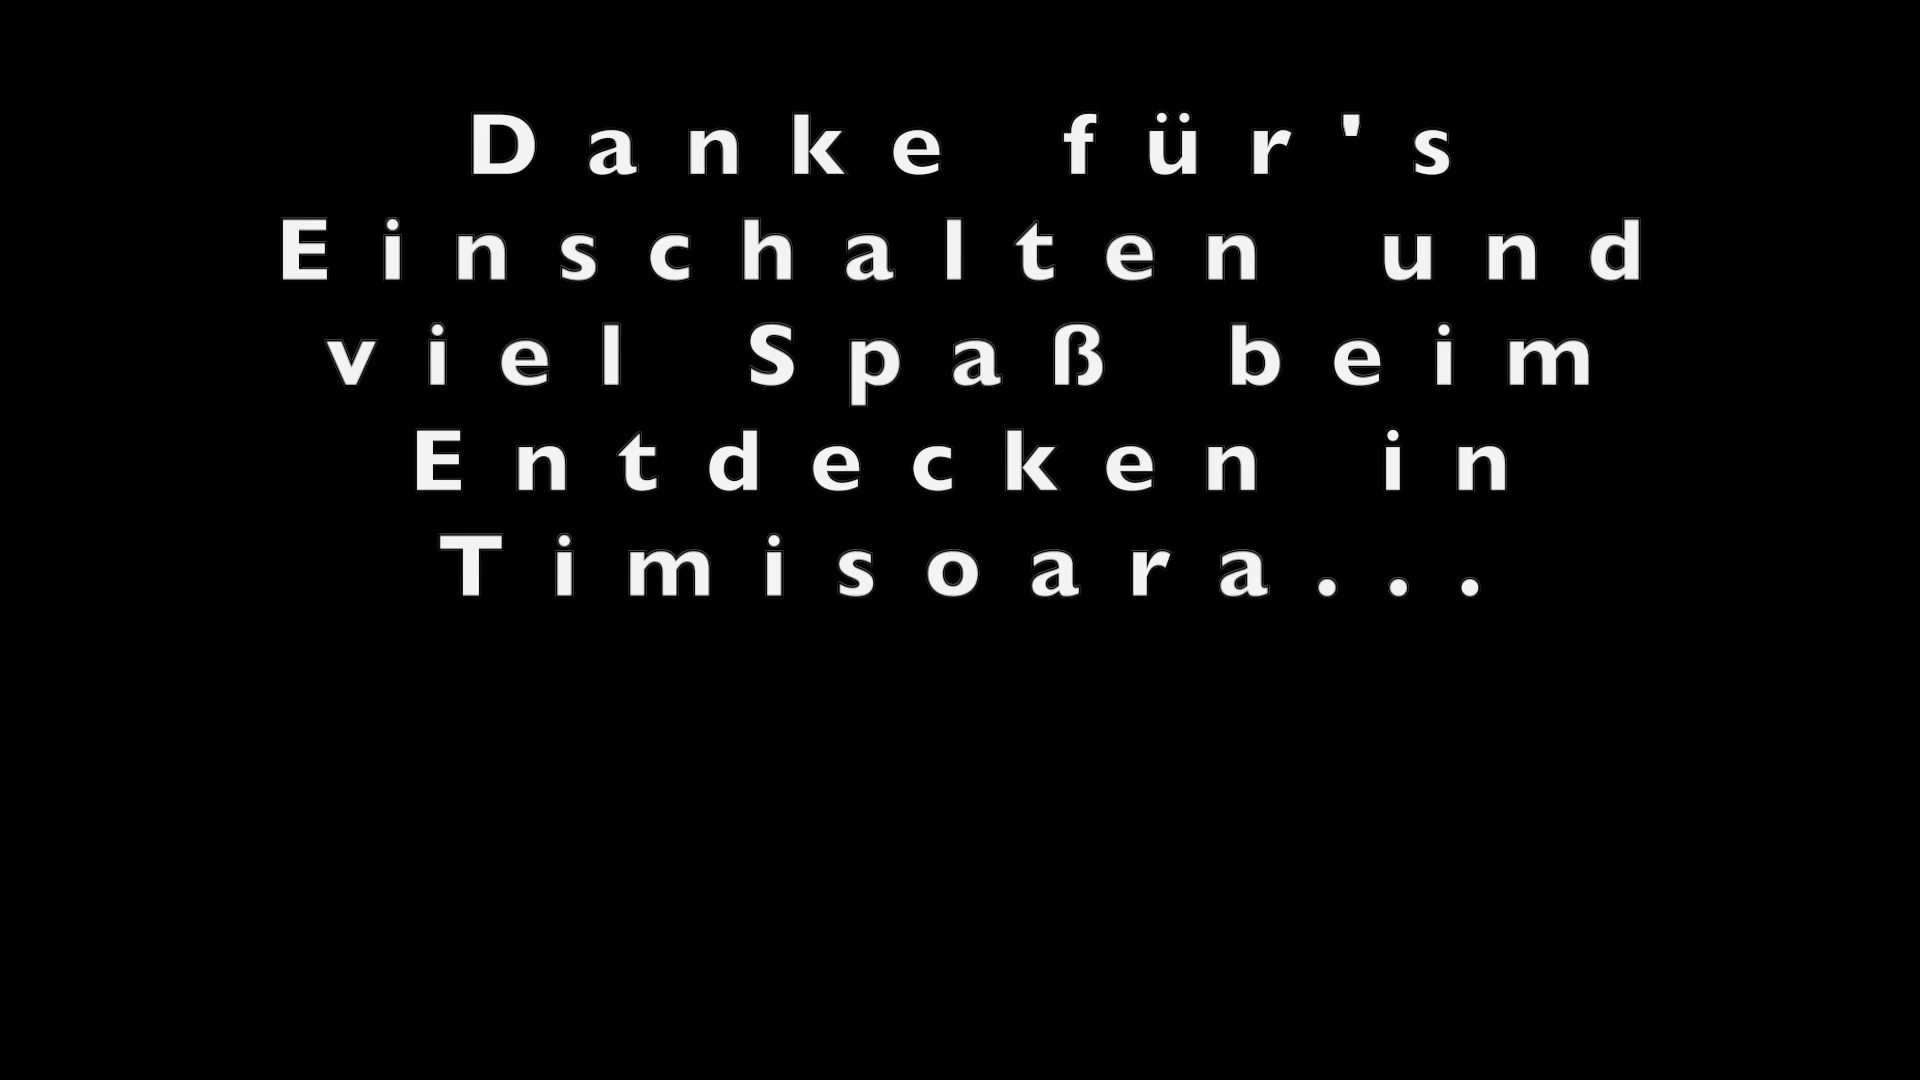 Danke für's
Einschalten und
viel Spaß beim
Entdecken in
Timisoara...